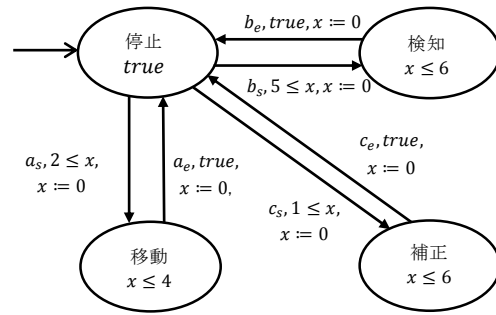 b_e, true, x := 0
停止
true
検知
x ≤ 6
b_s, 5 ≤ x, x := 0
a_s, 2 ≤ x,
x := 0
a_e, true,
x := 0,
c_e, true,
x := 0
c_s, 1 ≤ x,
x := 0
移動
x ≤ 4
補正
x ≤ 6